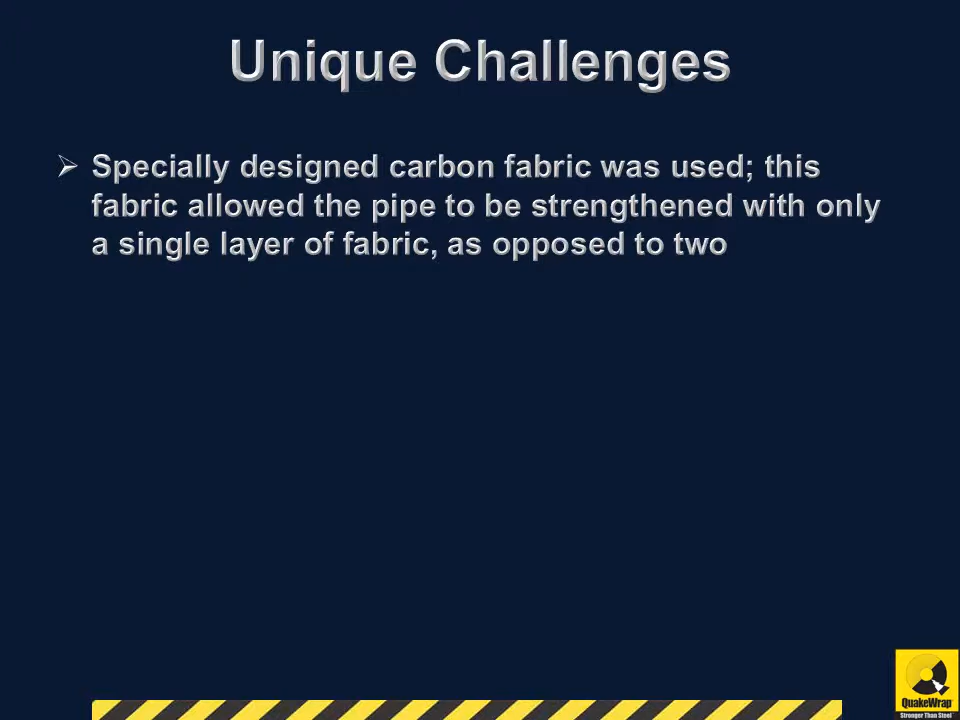 Unique Challenges
➢ Specially designed carbon fabric was used; this
fabric allowed the pipe to be strengthened with only
a single layer of fabric, as opposed to two
QuakeWrap
Stronger Than Steel